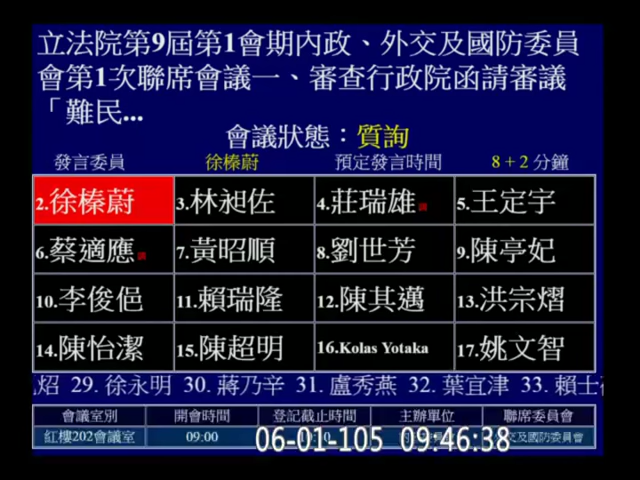 立法院第9屆第1會期內政、外交及國防委員
會第1次聯席會議一、審查行政院函請審議
「難民...
會議狀態：質詢
發言委員 徐榛蔚 預定發言時間 8 + 2 分鐘
2.徐榛蔚 3.林昶佐 4.莊瑞雄 5.王定宇
6.蔡適應 7.黃昭順 8.劉世芳 9.陳亭妃
10.李俊俋 11.賴瑞隆 12.陳其邁 13.洪宗熠
14.陳怡潔 15.陳超明 16.Kolas Yotaka 17.姚文智
29. 徐永明 30. 蔣乃辛 31. 盧秀燕 32. 葉宜津 33. 賴士
會議室別 開會時間 登記截止時間 主辦單位 聯席委員會
紅樓202會議室 09:00 交及國防委員會
06-01-105 09:46:38